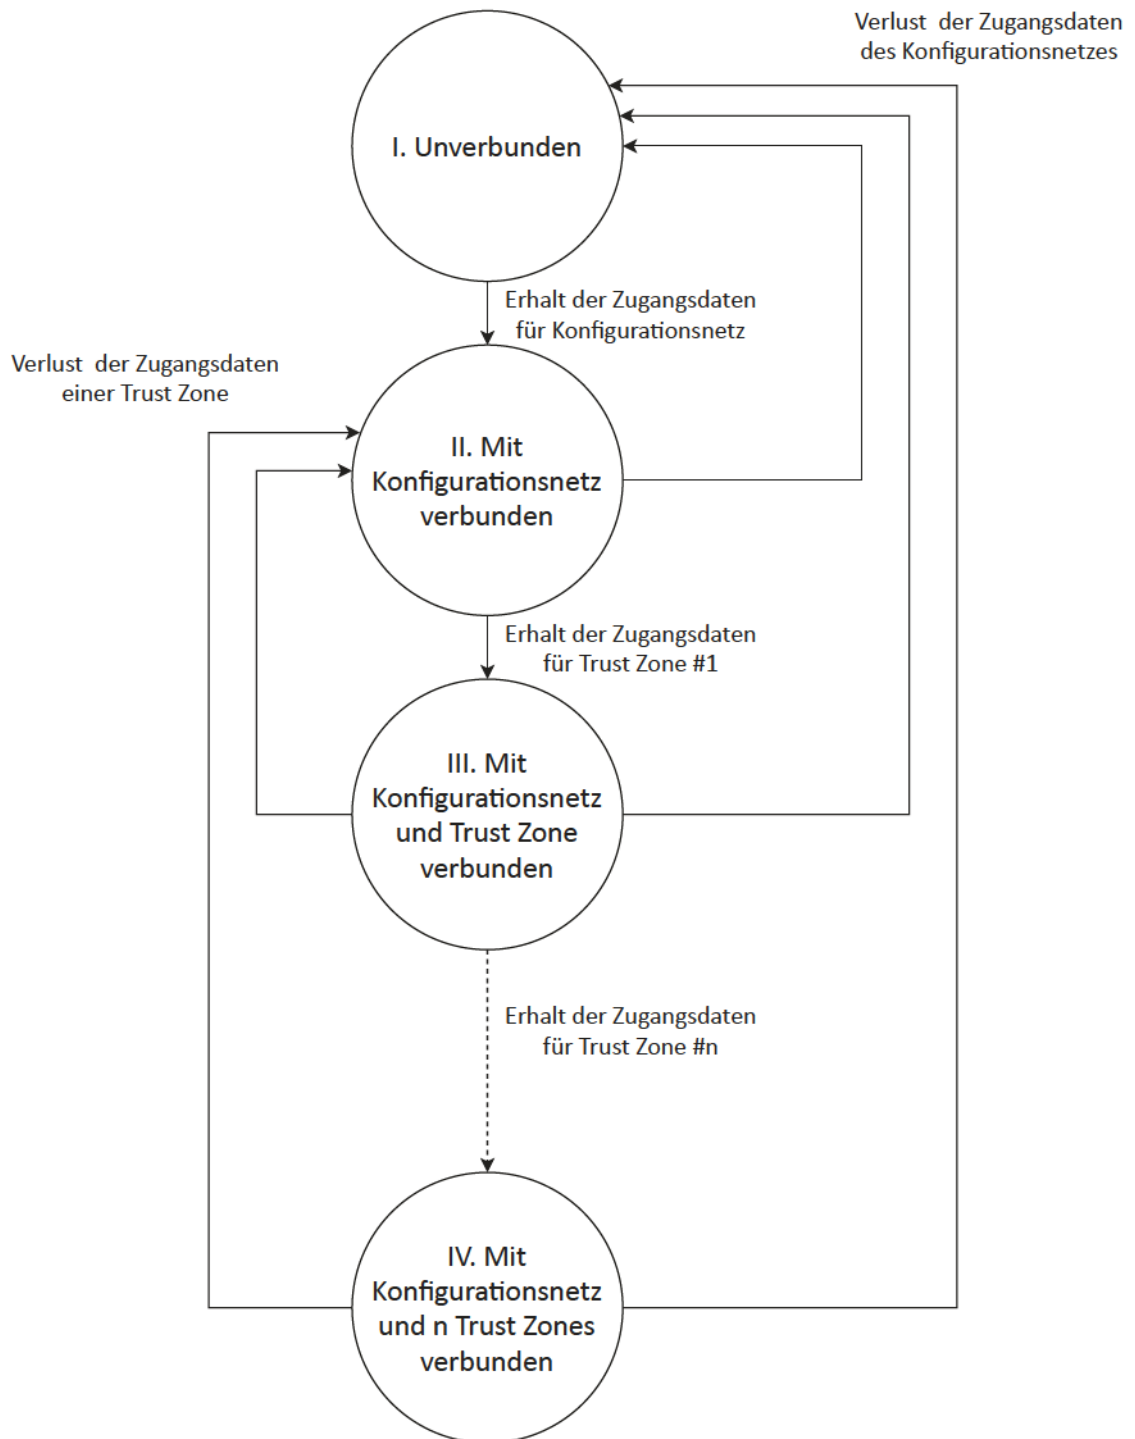 Verlust der Zugangsdaten
des Konfigurationsnetzes
I. Unverbunden
Erhalt der Zugangsdaten
für Konfigurationsnetz
Verlust der Zugangsdaten
einer Trust Zone
II. Mit
Konfigurationsnetz
verbunden
Erhalt der Zugangsdaten
für Trust Zone #1
III. Mit
Konfigurationsnetz
und Trust Zone
verbunden
Erhalt der Zugangsdaten
für Trust Zone #n
IV. Mit
Konfigurationsnetz
und n Trust Zones
verbunden